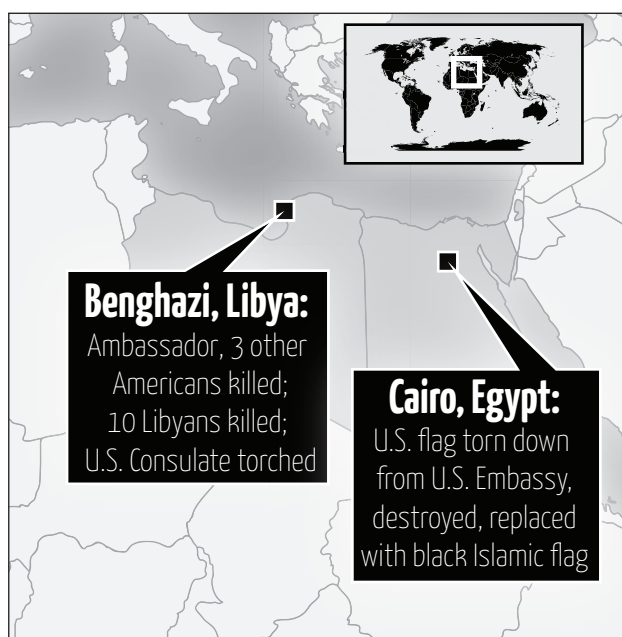 Benghazi, Libya:
Ambassador, 3 other
Americans killed;
10 Libyans killed;
U.S. Consulate torched
Cairo, Egypt:
U.S. flag torn down
from U.S. Embassy,
destroyed, replaced
with black Islamic flag